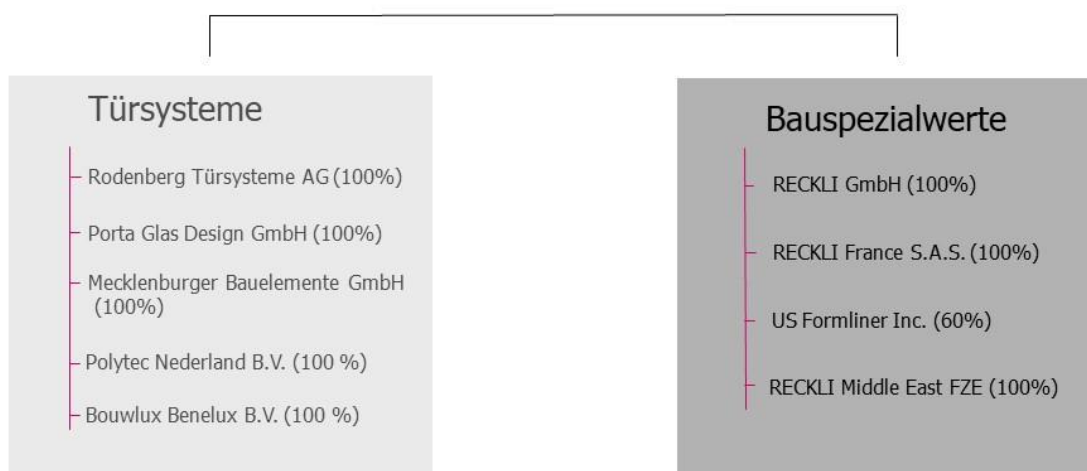 Türsysteme
Rodenberg Türsysteme AG (100%)
Porta Glas Design GmbH (100%)
Mecklenburger Bauelemente GmbH
(100%)
Polytec Nederland B.V. (100 %)
Bouwlux Benelux B.V. (100 %)
Bauspezialwerte
RECKLI GmbH (100%)
RECKLI France S.A.S. (100%)
US Formliner Inc. (60%)
RECKLI Middle East FZE (100%)